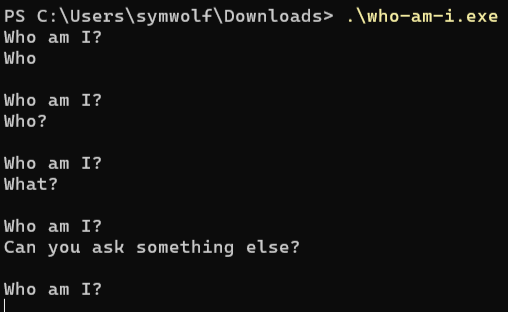 PS C:\Users\symwolf\Downloads> .\who-am-i.exe
Who am I?
Who
Who am I?
Who?
Who am I?
What?
Who am I?
Can you ask something else?
Who am I?